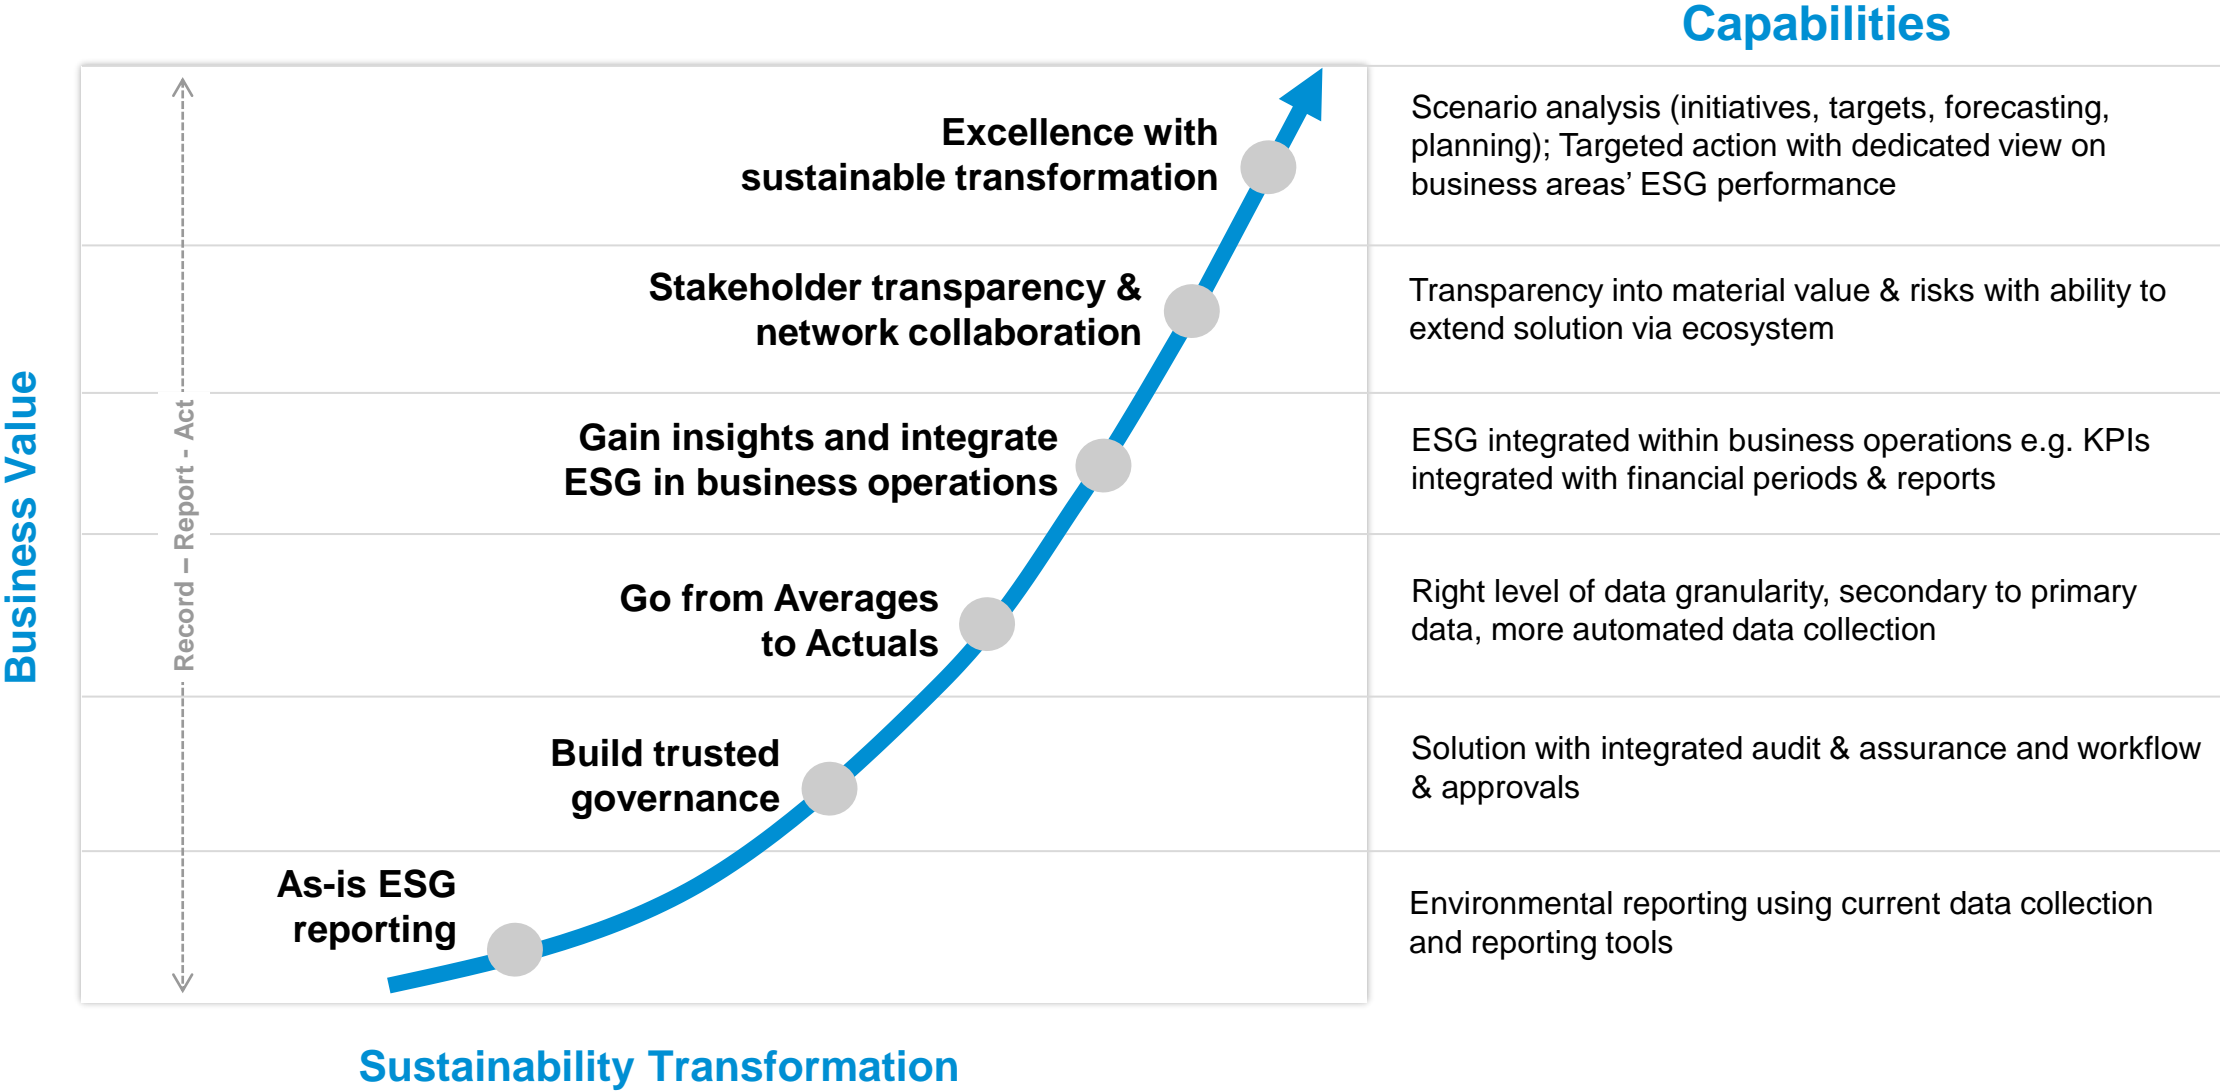 Capabilities
Excellence with
sustainable transformation
Scenario analysis (initiatives, targets, forecasting,
planning); Targeted action with dedicated view on
business areas’ ESG performance
Stakeholder transparency &
network collaboration
Transparency into material value & risks with ability to
extend solution via ecosystem
Gain insights and integrate
ESG in business operations
ESG integrated within business operations e.g. KPIs
integrated with financial periods & reports
Go from Averages
to Actuals
Right level of data granularity, secondary to primary
data, more automated data collection
Build trusted
governance
Solution with integrated audit & assurance and workflow
& approvals
As-is ESG
reporting
Environmental reporting using current data collection
and reporting tools
Business Value
Record – Report - Act
Sustainability Transformation